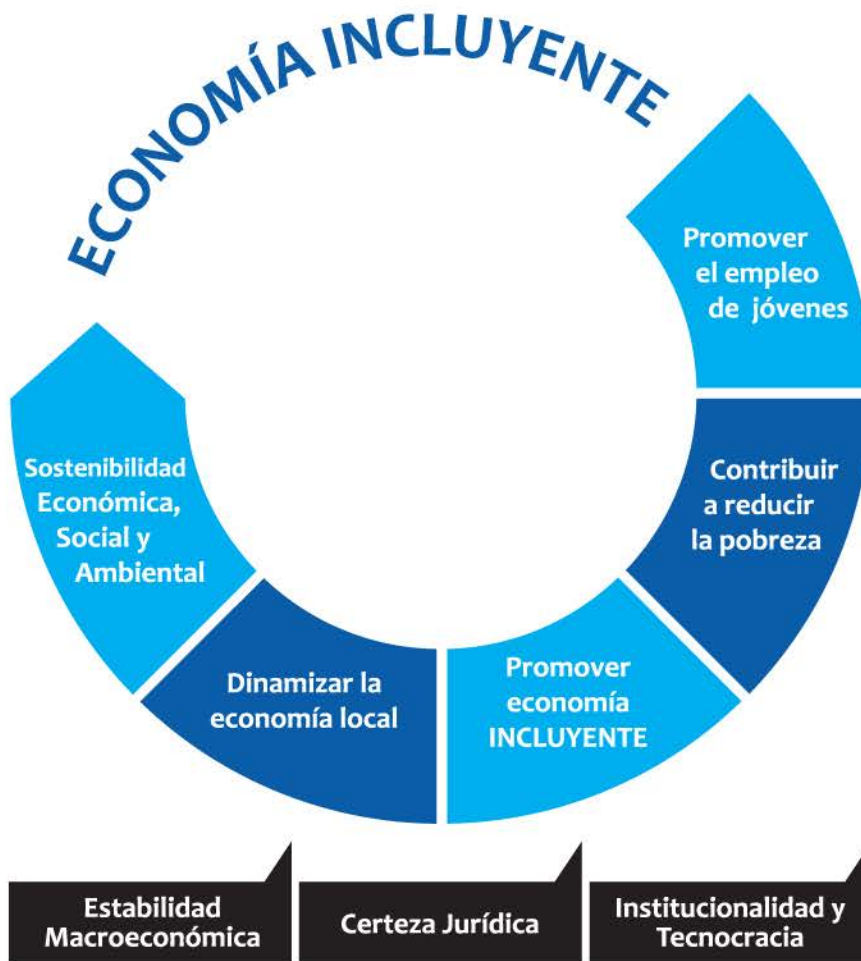 ECONOMÍA INCLUYENTE
Promover
el empleo
de jóvenes
Contribuir
a reducir
la pobreza
Promover
economía
INCLUYENTE
Dinamizar la
economía local
Sostenibilidad
Económica,
Social y
Ambiental
Estabilidad
Macroeconómica
Certeza Jurídica
Institucionalidad y
Tecnocracia